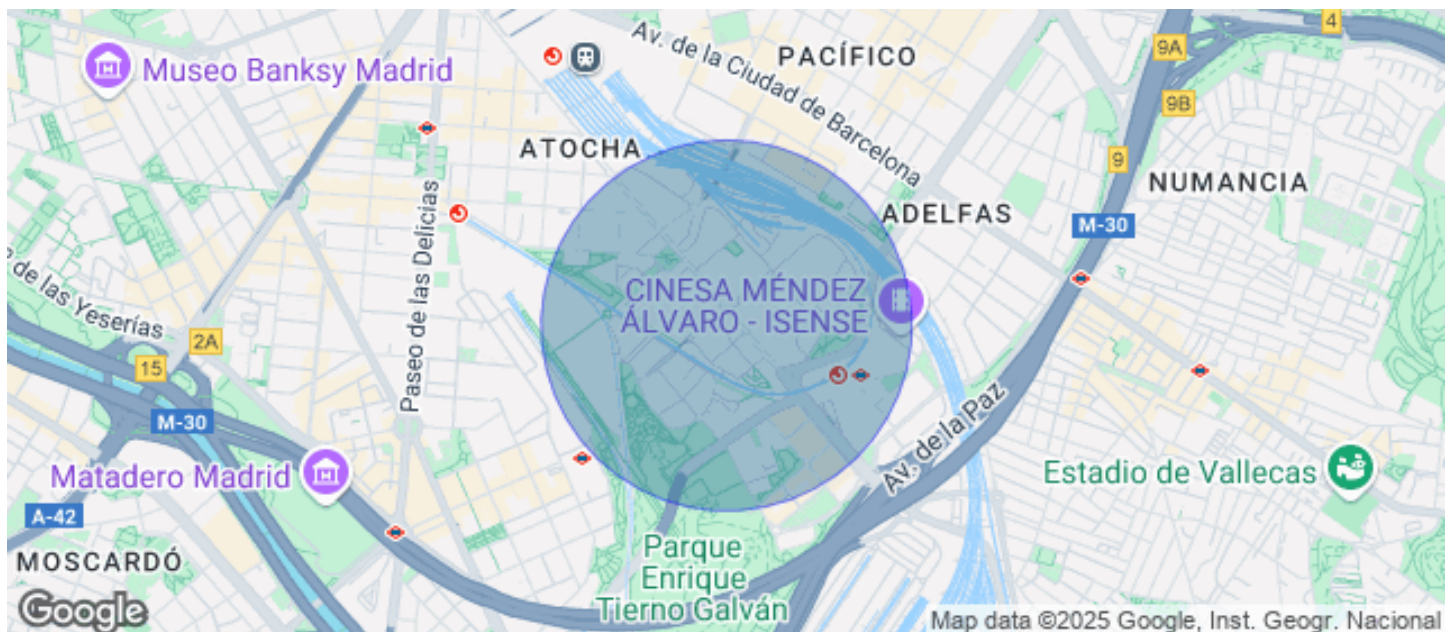 Museo Banksy Madrid
ATOCHA
PACÍFICO
Av. de la Ciudad de Barcelona
4
9A
9B
9
NUMANCIA
ADELFAS
M-30
Paseo de las Delicias
de las Yeserías
2A
15
M-30
CINESA MÉNDEZ
ÁLVARO - ISENSE
Av. de la Paz
Matadero Madrid
Estadio de Vallecas
A-42
MOSCARDÓ
Parque
Enrique
Tierno Galván
Google
Map data ©2025 Google, Inst. Geogr. Nacional